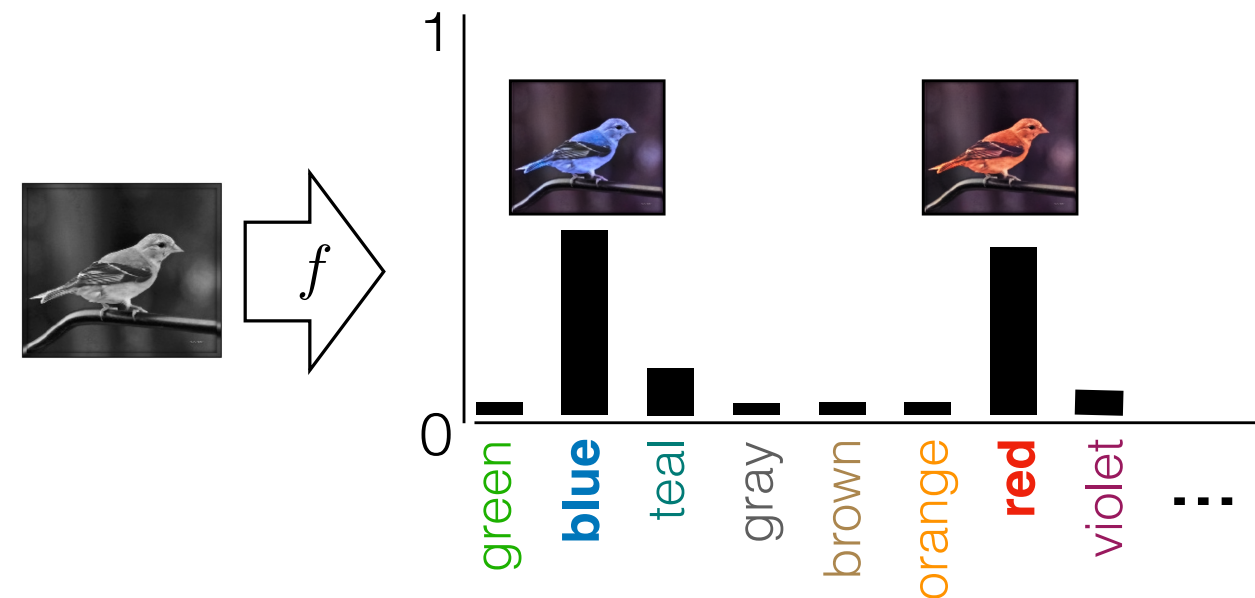 1
f
0
green
blue
teal
gray
brown
orange
red
violet
...